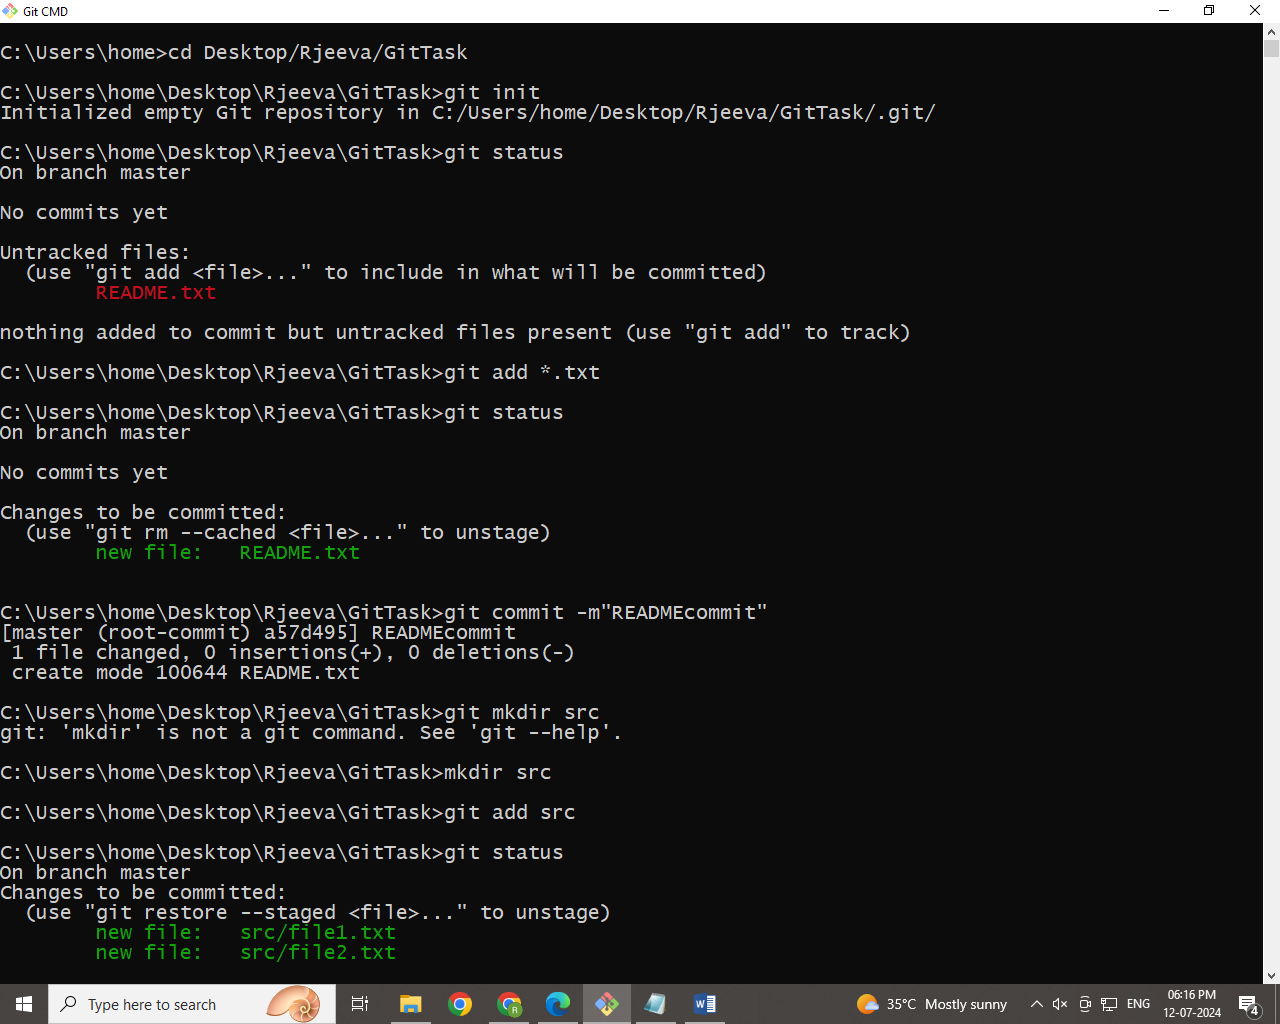 Git CMD
C:\Users\home>cd Desktop/Rjeeva/GitTask
C:\Users\home\Desktop\Rjeeva\GitTask>git init
Initialized empty Git repository in C:/Users/home/Desktop/Rjeeva/GitTask/.git/
C:\Users\home\Desktop\Rjeeva\GitTask>git status
On branch master
No commits yet
Untracked files:
  (use "git add <file>..." to include in what will be committed)
        README.txt
nothing added to commit but untracked files present (use "git add" to track)
C:\Users\home\Desktop\Rjeeva\GitTask>git add *.txt
C:\Users\home\Desktop\Rjeeva\GitTask>git status
On branch master
No commits yet
Changes to be committed:
  (use "git rm --cached <file>..." to unstage)
        new file:   README.txt
C:\Users\home\Desktop\Rjeeva\GitTask>git commit -m"READMEcommit"
[master (root-commit) a57d495] READMEcommit
 1 file changed, 0 insertions(+), 0 deletions(-)
 create mode 100644 README.txt
C:\Users\home\Desktop\Rjeeva\GitTask>git mkdir src
git: 'mkdir' is not a git command. See 'git --help'.
C:\Users\home\Desktop\Rjeeva\GitTask>mkdir src
C:\Users\home\Desktop\Rjeeva\GitTask>git add src
C:\Users\home\Desktop\Rjeeva\GitTask>git status
On branch master
Changes to be committed:
  (use "git restore --staged <file>..." to unstage)
        new file:   src/file1.txt
        new file:   src/file2.txt
Type here to search
R
W
35°C Mostly sunny
ENG
06:16 PM
12-07-2024
4